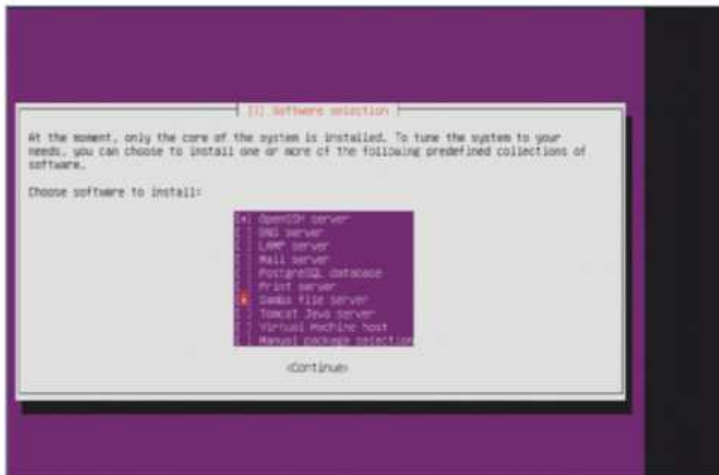 [!] Software selection
At the moment, only the core of the system is installed. To tune the system to your
needs, you can choose to install one or more of the following predefined collections of
software.
Choose software to install:
[*] OpenSSH server
[ ] DNS server
[ ] LAMP server
[ ] Mail server
[ ] PostgreSQL database
[ ] Print server
[*] Samba file server
[ ] Tomcat Java server
[ ] Virtual Machine host
[ ] Manual package selection
<Continue>